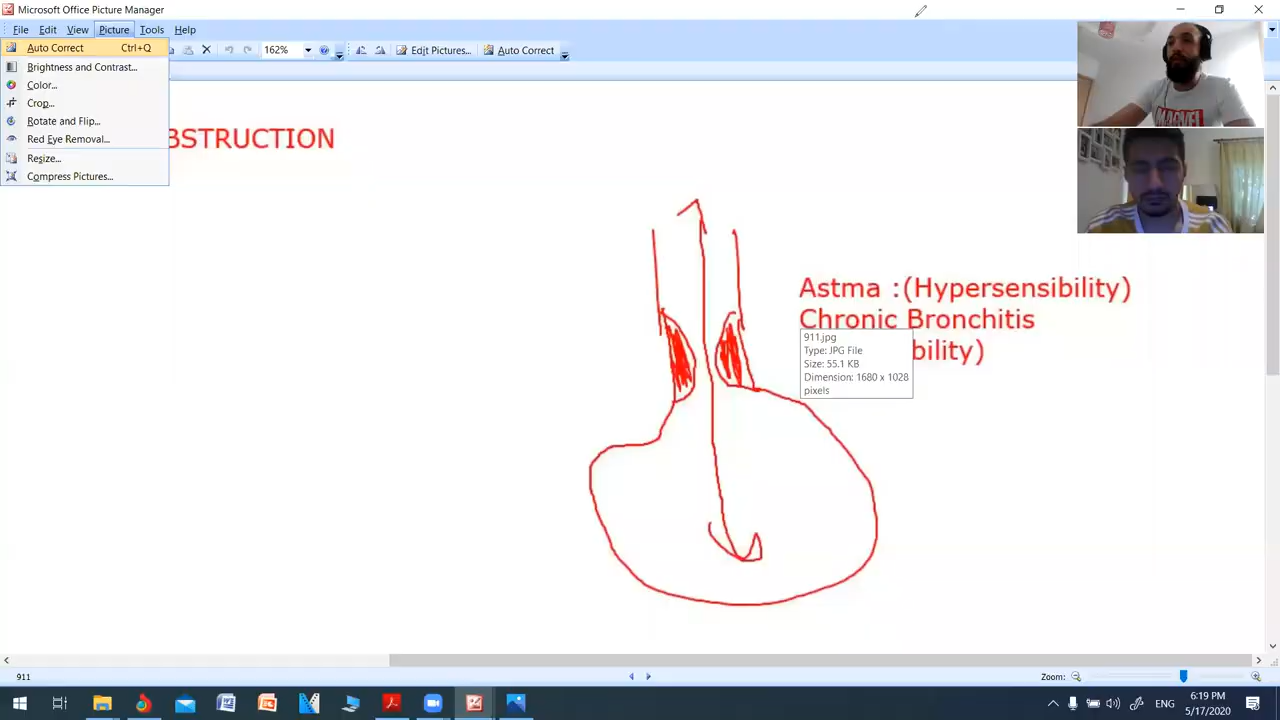 Microsoft Office Picture Manager
File Edit View Picture Tools Help
Auto Correct Ctrl+Q
162%
Edit Pictures...
Auto Correct
Brightness and Contrast...
Color...
Crop...
Rotate and Flip...
Red Eye Removal...
Resize...
Compress Pictures...
BSTRUCTION
MARVEL
Astma :(Hypersensibility)
Chronic Bronchitis
bility)
911.jpg
Type: JPG File
Size: 55.1 KB
Dimension: 1680 x 1028
pixels
911
Zoom:
ENG
6:19 PM
5/17/2020